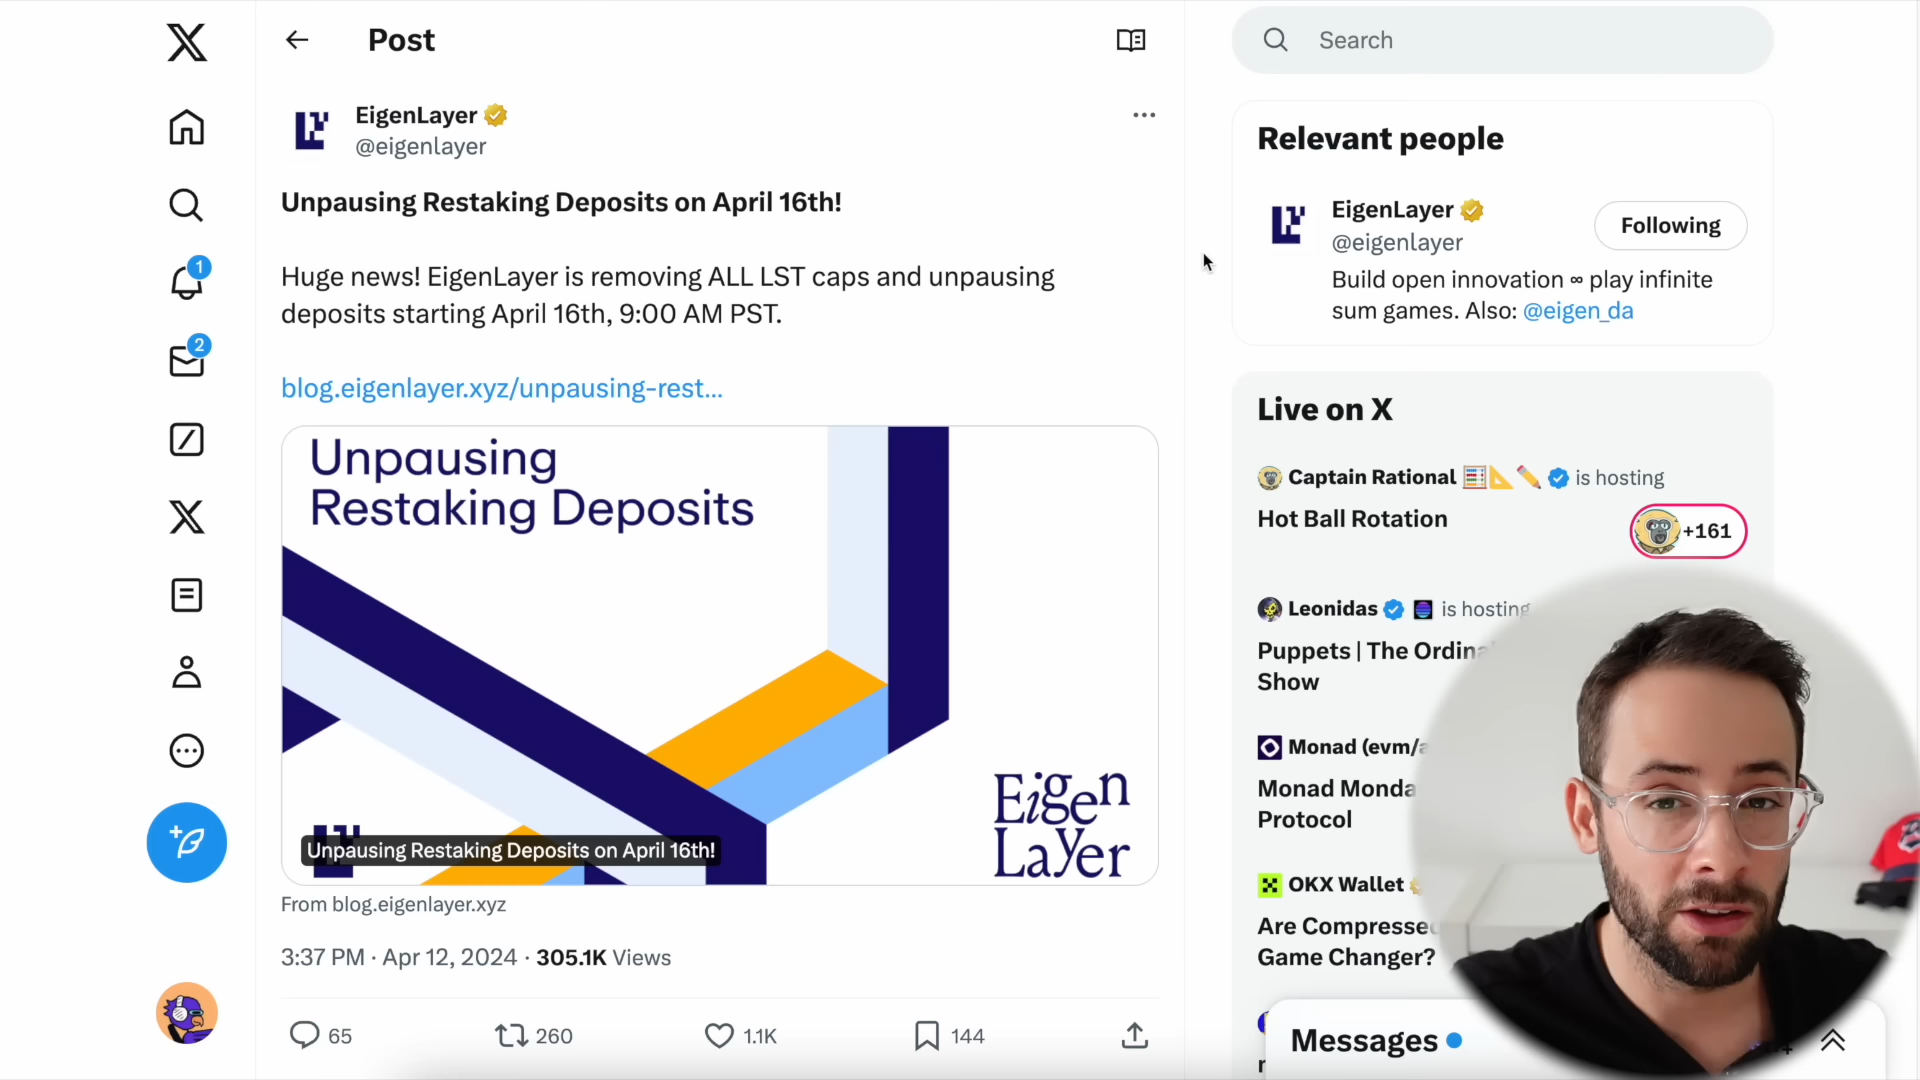 Post
EigenLayer
@eigenlayer
Unpausing Restaking Deposits on April 16th!
Huge news! EigenLayer is removing ALL LST caps and unpausing
deposits starting April 16th, 9:00 AM PST.
blog.eigenlayer.xyz/unpausing-rest...
Unpausing
Restaking Deposits
Eigen
Layer
Unpausing Restaking Deposits on April 16th!
From blog.eigenlayer.xyz
3:37 PM · Apr 12, 2024 · 305.1K Views
65
260
1.1K
144
1
2
Search
Relevant people
EigenLayer
@eigenlayer
Following
Build open innovation ∞ play infinite
sum games. Also: @eigen_da
Live on X
Captain Rational is hosting
Hot Ball Rotation
+161
Leonidas is hosting
Puppets | The
Show
Monad
Monad
Protocol
OKX Wallet
Are
Game Changer?
Messages